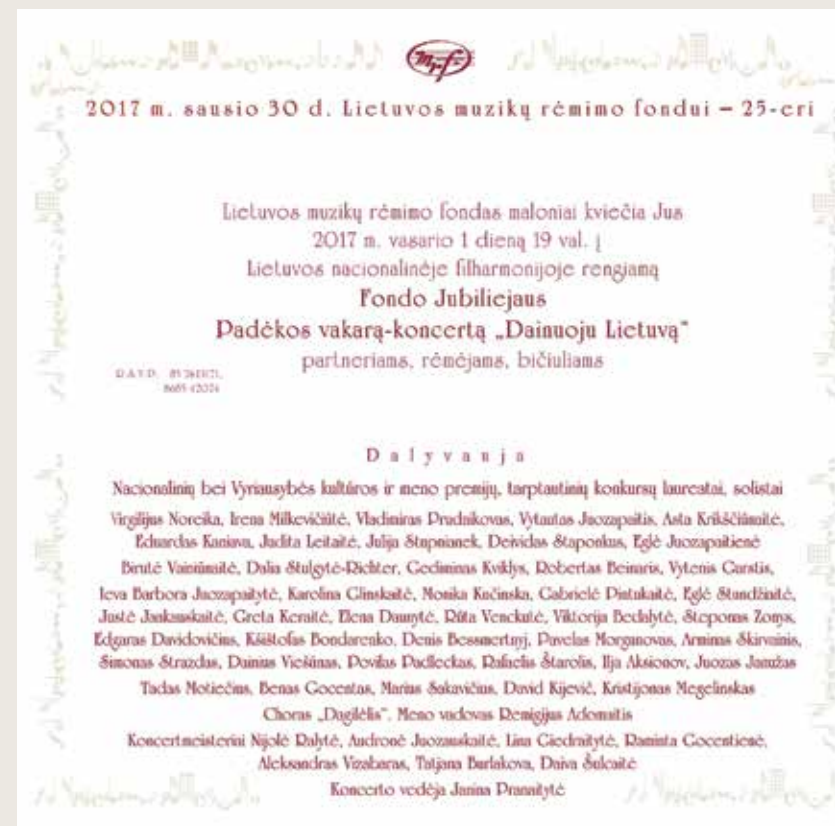 2017 m. sausio 30 d. Lietuvos muzikų rėmimo fondui – 25-eri
Lietuvos muzikų rėmimo fondas maloniai kviečia Jus
2017 m. vasario 1 dieną 19 val. į
Lietuvos nacionalinėje filharmonijoje rengiamą
Fondo Jubiliejaus
Padėkos vakarą-koncertą „Dainuoju Lietuvą“
partneriams, rėmėjams, bičiuliams
D a l y v a u j a
Nacionalinių bei Vyriausybės kultūros ir meno premijų, tarptautinių konkursų laureatai, solistai
Virgilijus Noreika, Irena Milkevičiūtė, Vladimiras Prudnikovas, Vytautas Juozapaitis, Asta Krikščiūnaitė,
Eduardas Kaniava, Judita Leitaitė, Julija Stupnianek, Deividas Staponkus, Eglė Juozapaitienė
Birutė Vainiūnaitė, Dalia Stulgytė-Richter, Gediminas Kviklys, Robertas Beinaris, Vytenis Gurstis,
Ieva Barbora Juozapaitytė, Karolina Glinskaitė, Monika Kučinska, Gabrielė Pintukaitė, Eglė Stundžiaitė,
Justė Jankauskaitė, Greta Keraitė, Elena Daunytė, Rūta Venckutė, Viktorija Bedalytė, Steponas Zonys,
Edgaras Davidovičius, Kšištofas Bondarenko, Denis Bessmertnyj, Pavelas Morgunovas, Arminas Skirvainis,
Simonas Strazdas, Dainius Viešūnas, Povilas Padleckas, Rafaelis Štarolis, Ilja Aksionov, Juozas Janužas
Tadas Motiečius, Benas Gocentas, Marius Sakavičius, David Kijevič, Kristijonas Megelinskas
Choras „Dagilėlis“. Meno vadovas Remigijus Adomaitis
Koncertmeisteriai Nijolė Ralytė, Audronė Juozauskaitė, Lina Giedraitytė, Raminta Gocentienė,
Aleksandras Vizbaras, Tatjana Burlakova, Daiva Šulcaitė
Koncerto vedėja Janina Pranaitytė